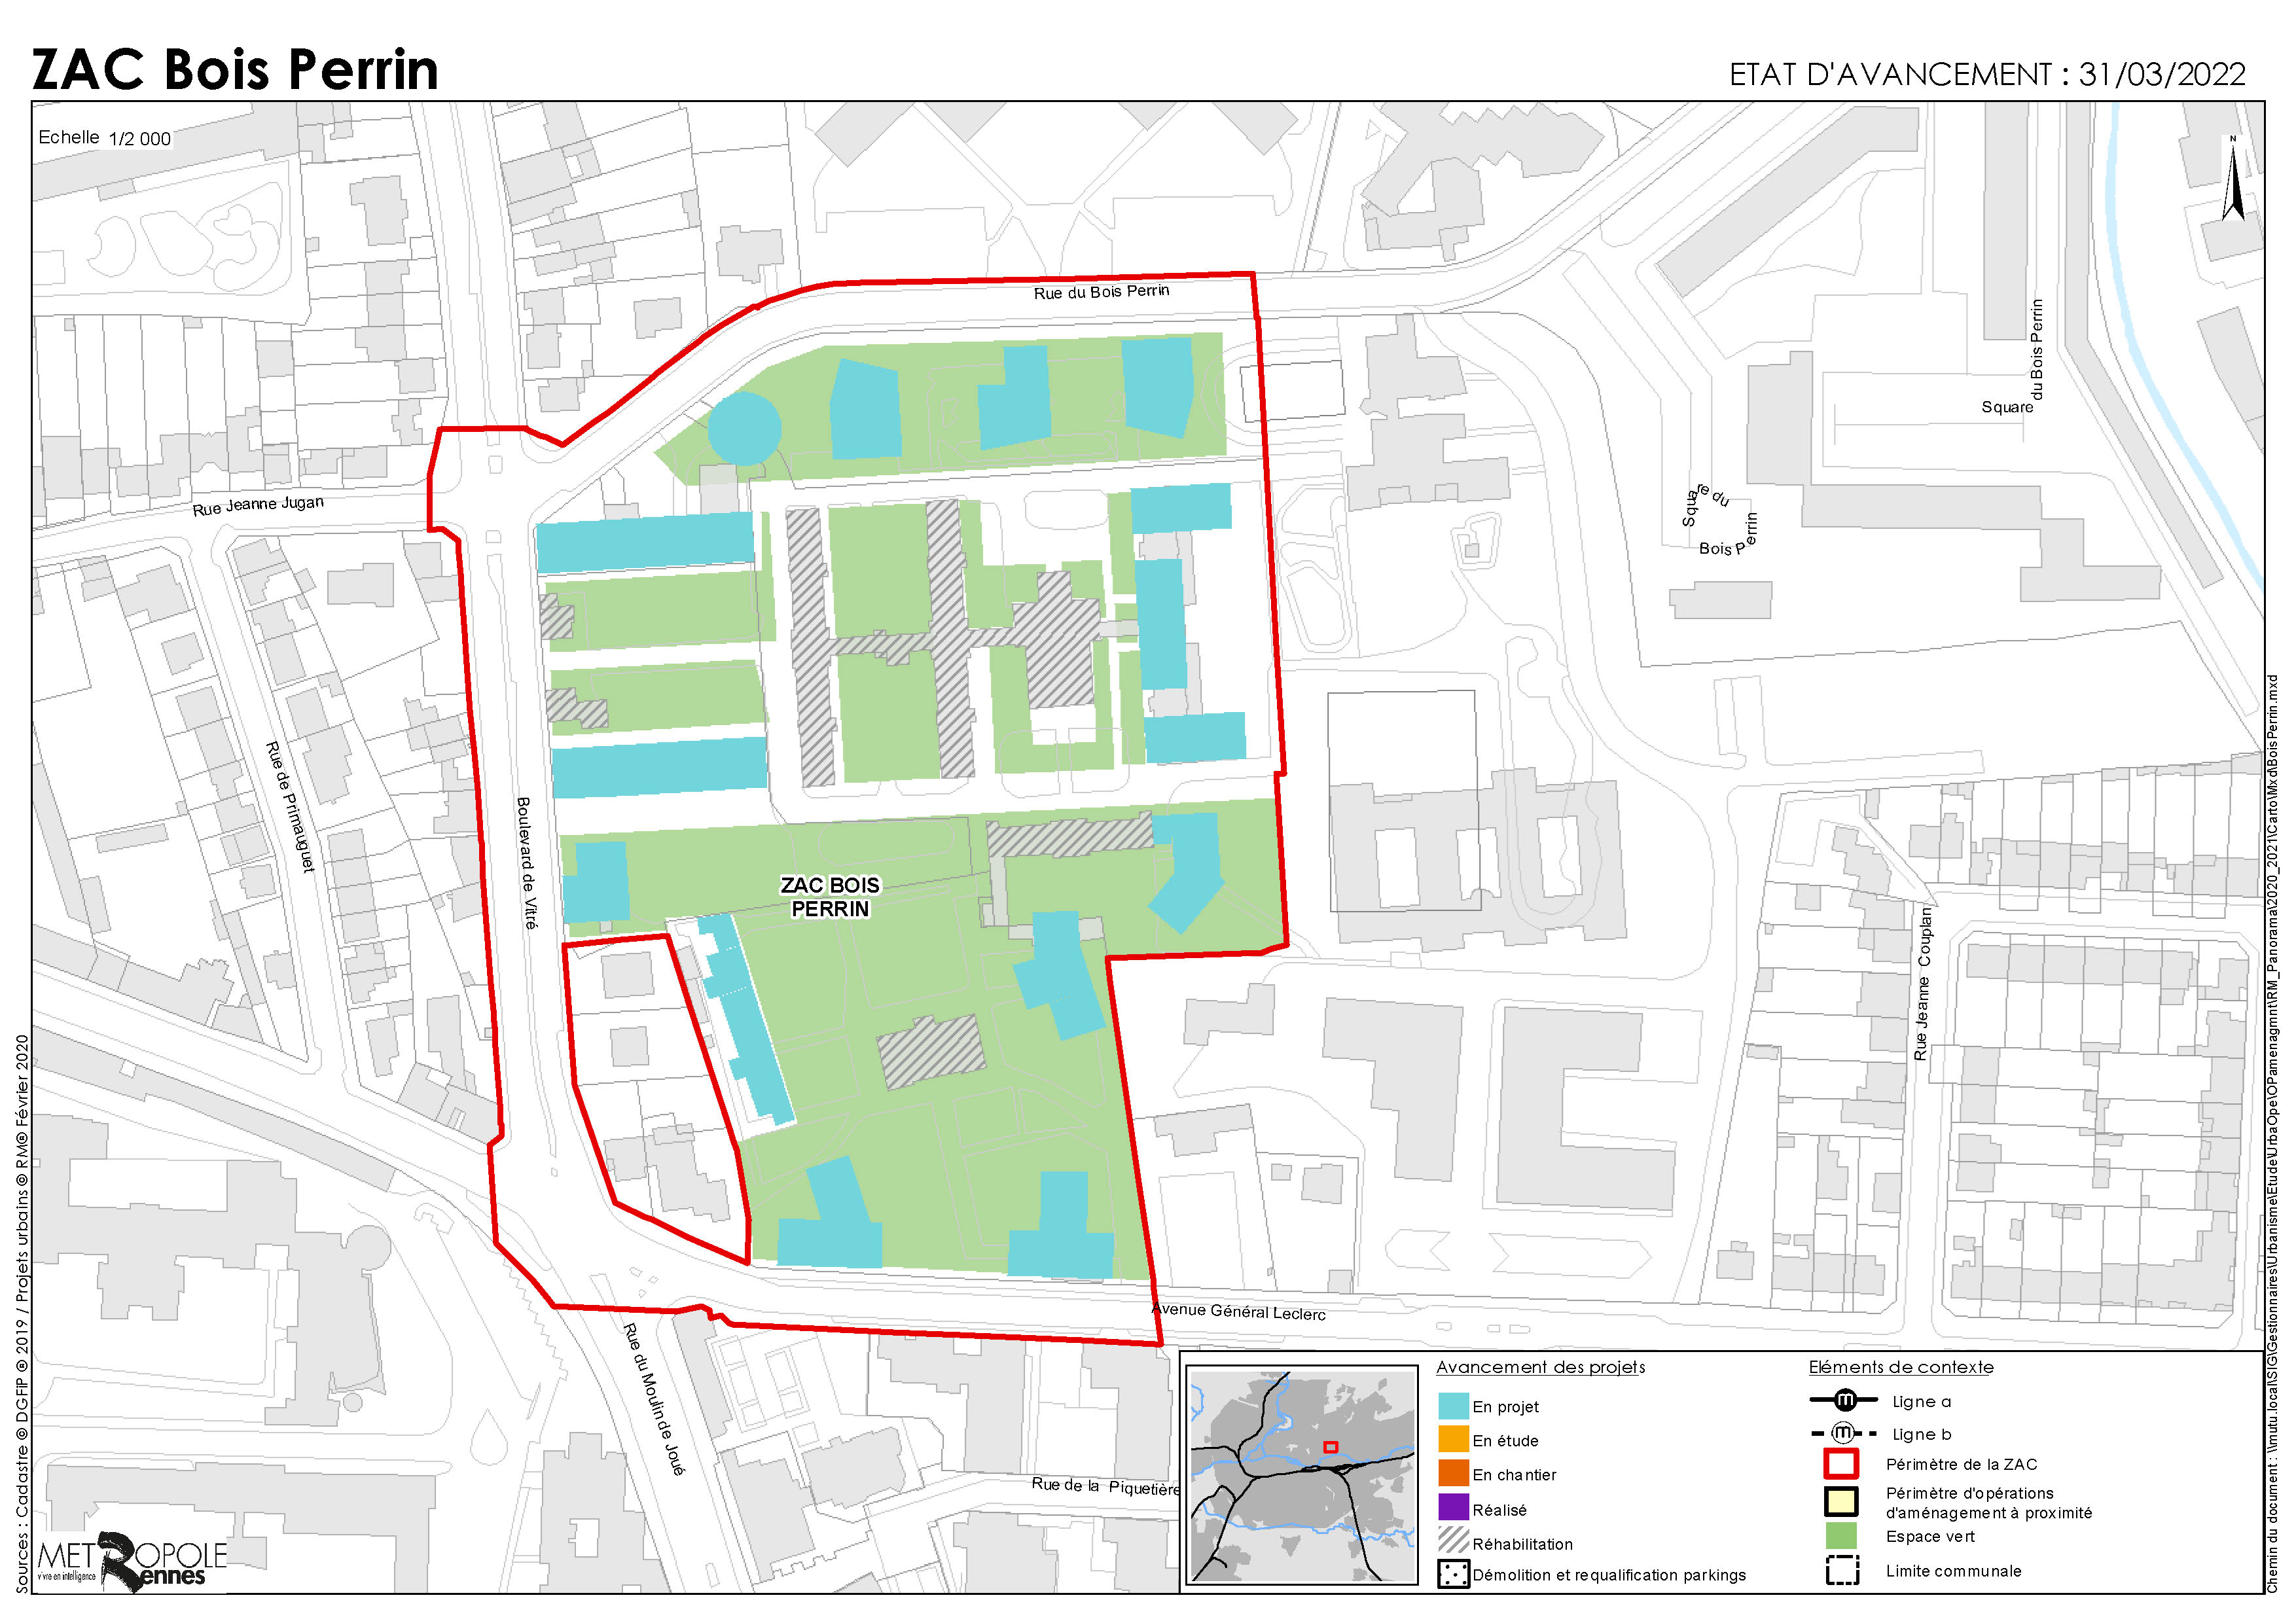 ZAC Bois Perrin
ETAT D'AVANCEMENT : 31/03/2022
Echelle 1/2 000
N
Rue du Bois Perrin
Square
du Bois Perrin
Rue Jeanne Jugan
Square du
Bois Perrin
Rue de Primauguet
Boulevard de Vitré
ZAC BOIS
PERRIN
Rue Jeanne Couplan
Avenue Général Leclerc
Rue du Moulin de Joué
Rue de la Piquetière
Avancement des projets
En projet
En étude
En chantier
Réalisé
Réhabilitation
Démolition et requalification parkings
Eléments de contexte
m Ligne a
m Ligne b
Périmètre de la ZAC
Périmètre d'opérations
d'aménagement à proximité
Espace vert
Limite communale
METROPOLE
Rennes
vivre en intelligence
Sources : Cadastre © DGFiP © 2019 / Projets urbains © RM© Février 2020
Chemin du document : \\mutu.local\SIG\Gestionnaires\Urbanisme\Etude\UrbaOpe\OPamenagmnt\RM_Panorama\2020_2021\Carto\Mxd\BoisPerrin.mxd